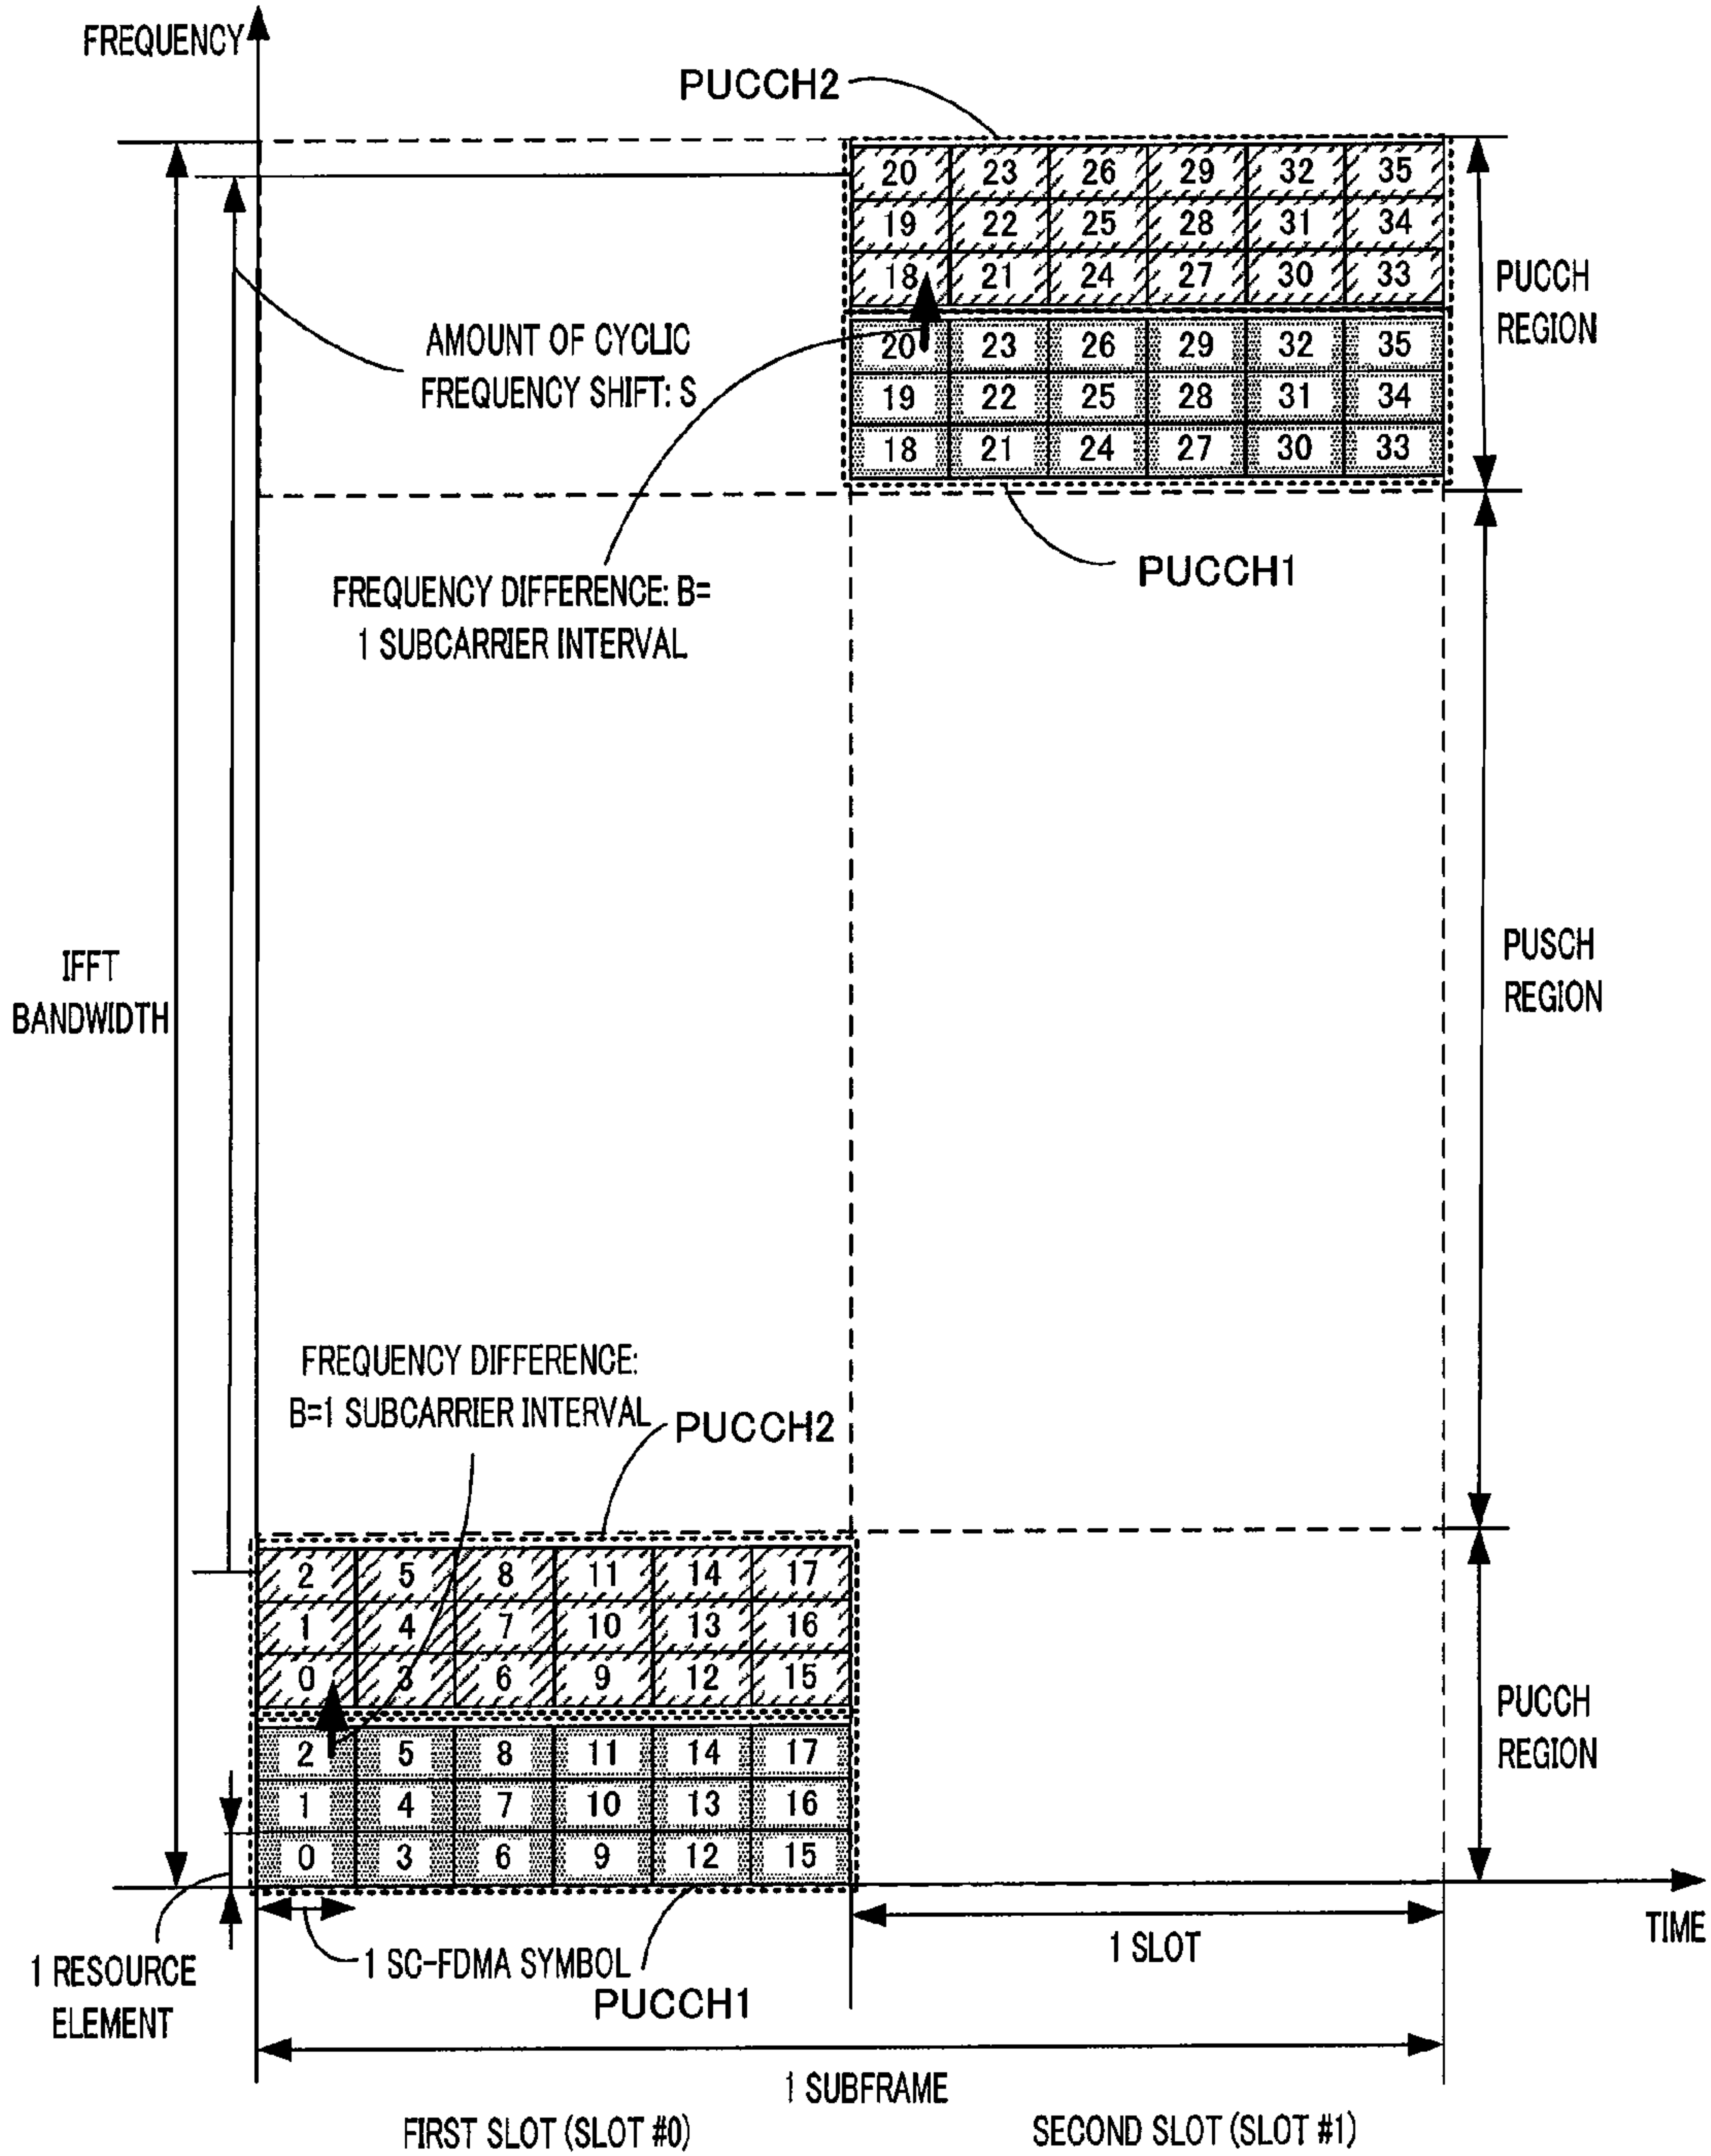 FREQUENCY
PUCCH2
20 23 26 29 32 35
19 22 25 28 31 34
18 21 24 27 30 33
PUCCH
REGION
AMOUNT OF CYCLIC
FREQUENCY SHIFT: S
20 23 26 29 32 35
19 22 25 28 31 34
18 21 24 27 30 33
PUCCH1
FREQUENCY DIFFERENCE: B=
1 SUBCARRIER INTERVAL
IFFT
BANDWIDTH
PUSCH
REGION
FREQUENCY DIFFERENCE:
B=1 SUBCARRIER INTERVAL
PUCCH2
2 5 8 11 14 17
1 4 7 10 13 16
0 3 6 9 12 15
PUCCH
REGION
2 5 8 11 14 17
1 4 7 10 13 16
0 3 6 9 12 15
TIME
1 RESOURCE
ELEMENT
1 SC-FDMA SYMBOL
PUCCH1
1 SLOT
1 SUBFRAME
FIRST SLOT (SLOT #0)
SECOND SLOT (SLOT #1)